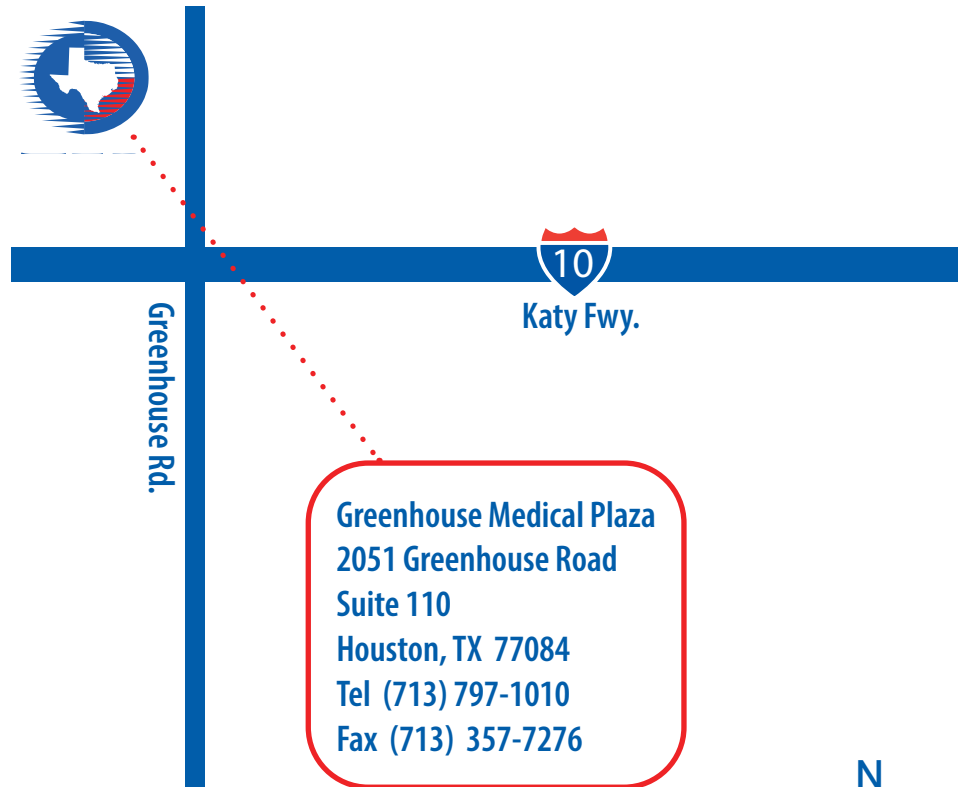 10
Katy Fwy.
Greenhouse Rd.
Greenhouse Medical Plaza
2051 Greenhouse Road
Suite 110
Houston, TX  77084
Tel  (713) 797-1010
Fax  (713)  357-7276
N